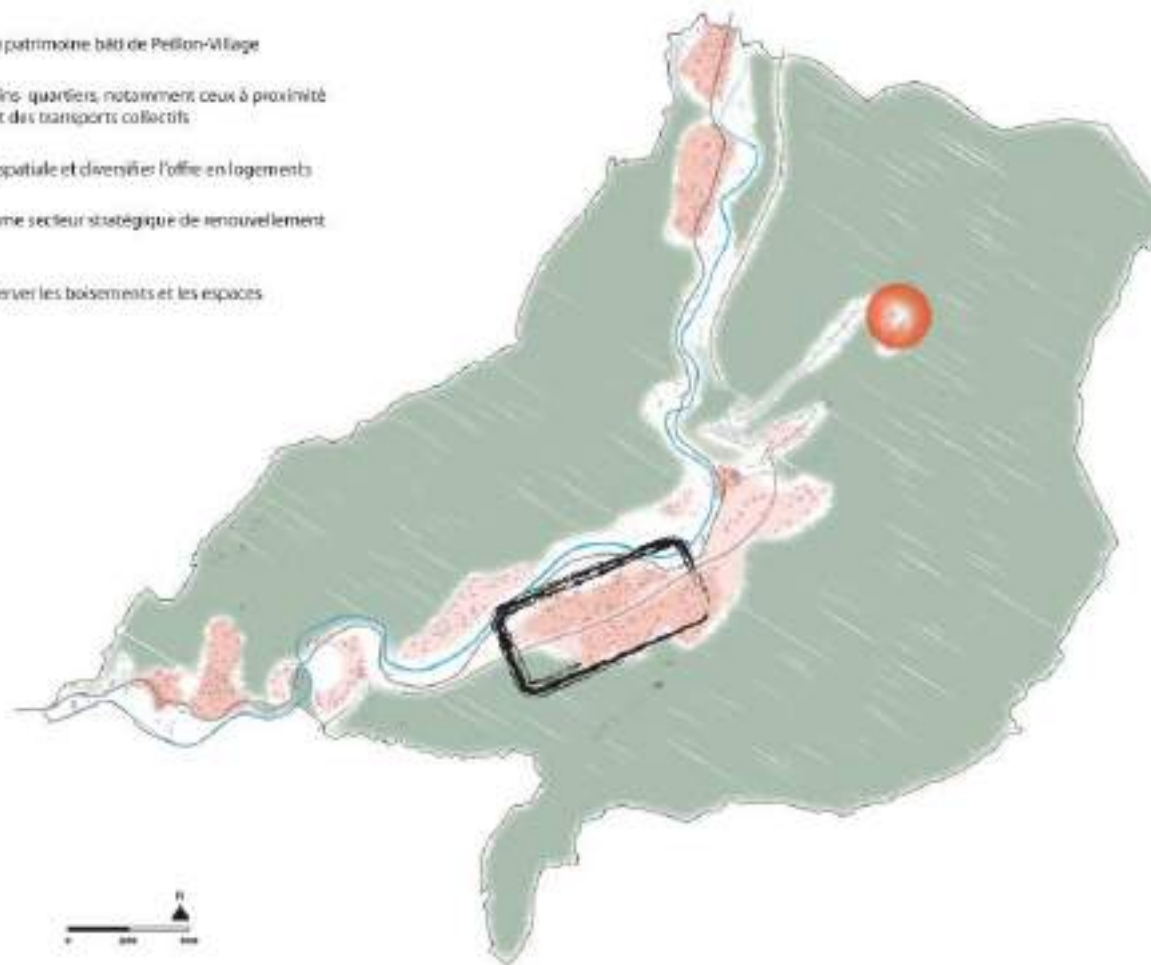 patrimoine bâti de Peillon-Village
ins quartiers, notamment ceux à proximité
t des transports collectifs
spatiale et diversifier l'offre en logements
me secteur stratégique de renouvellement
erver les boisements et les espaces
N
0